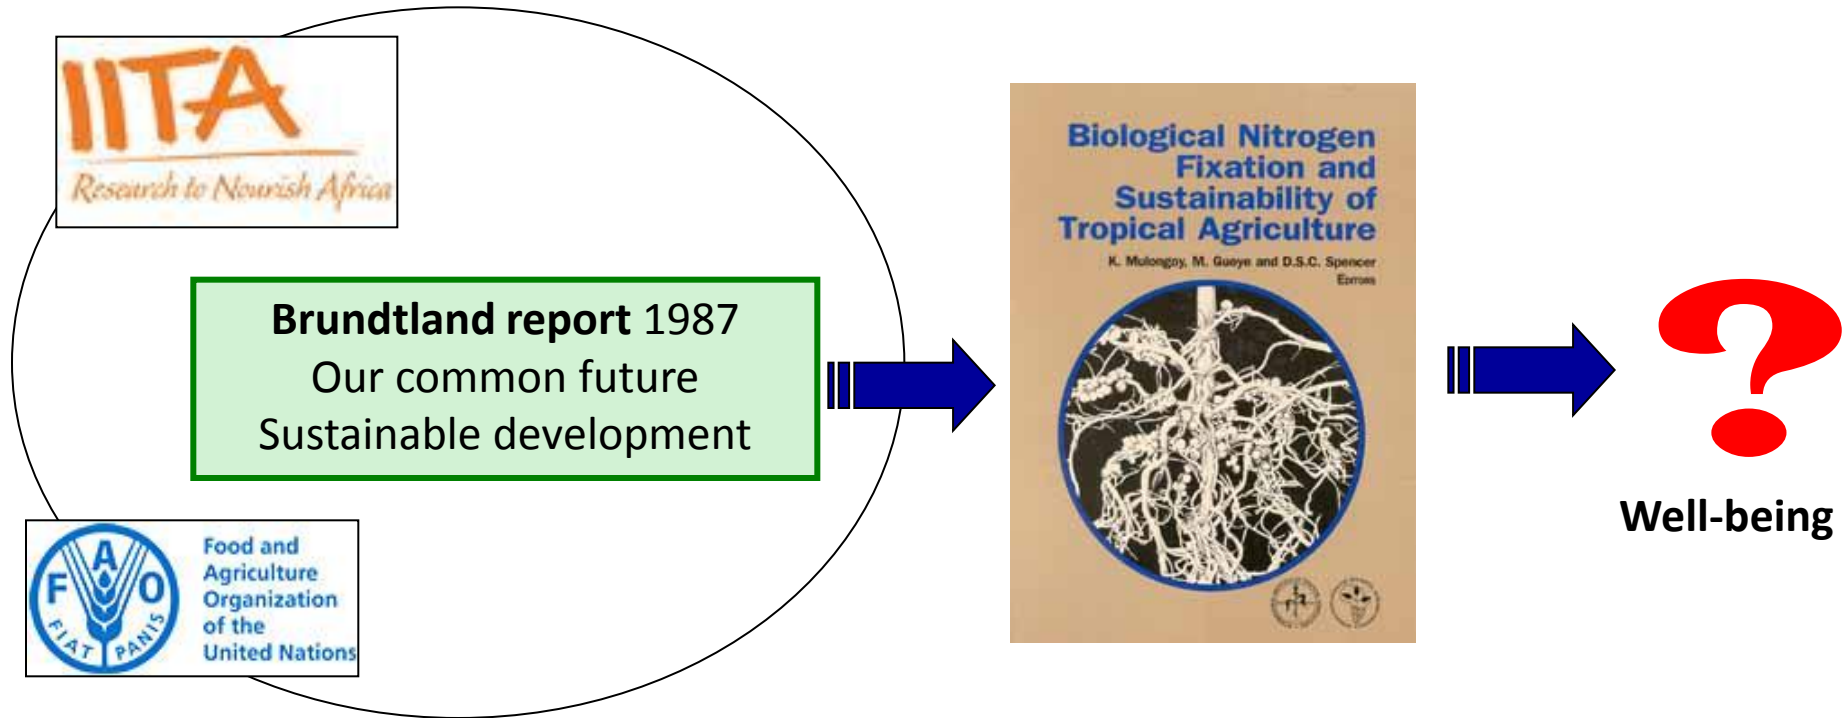 IITA
Research to Nourish Africa
Brundtland report 1987
Our common future
Sustainable development
F A O
FIAT PANIS
Food and
Agriculture
Organization
of the
United Nations
Biological Nitrogen
Fixation and
Sustainability of
Tropical Agriculture
K. Mulongoy, M. Gueye and D.S.C. Spencer
Editors
?
Well-being